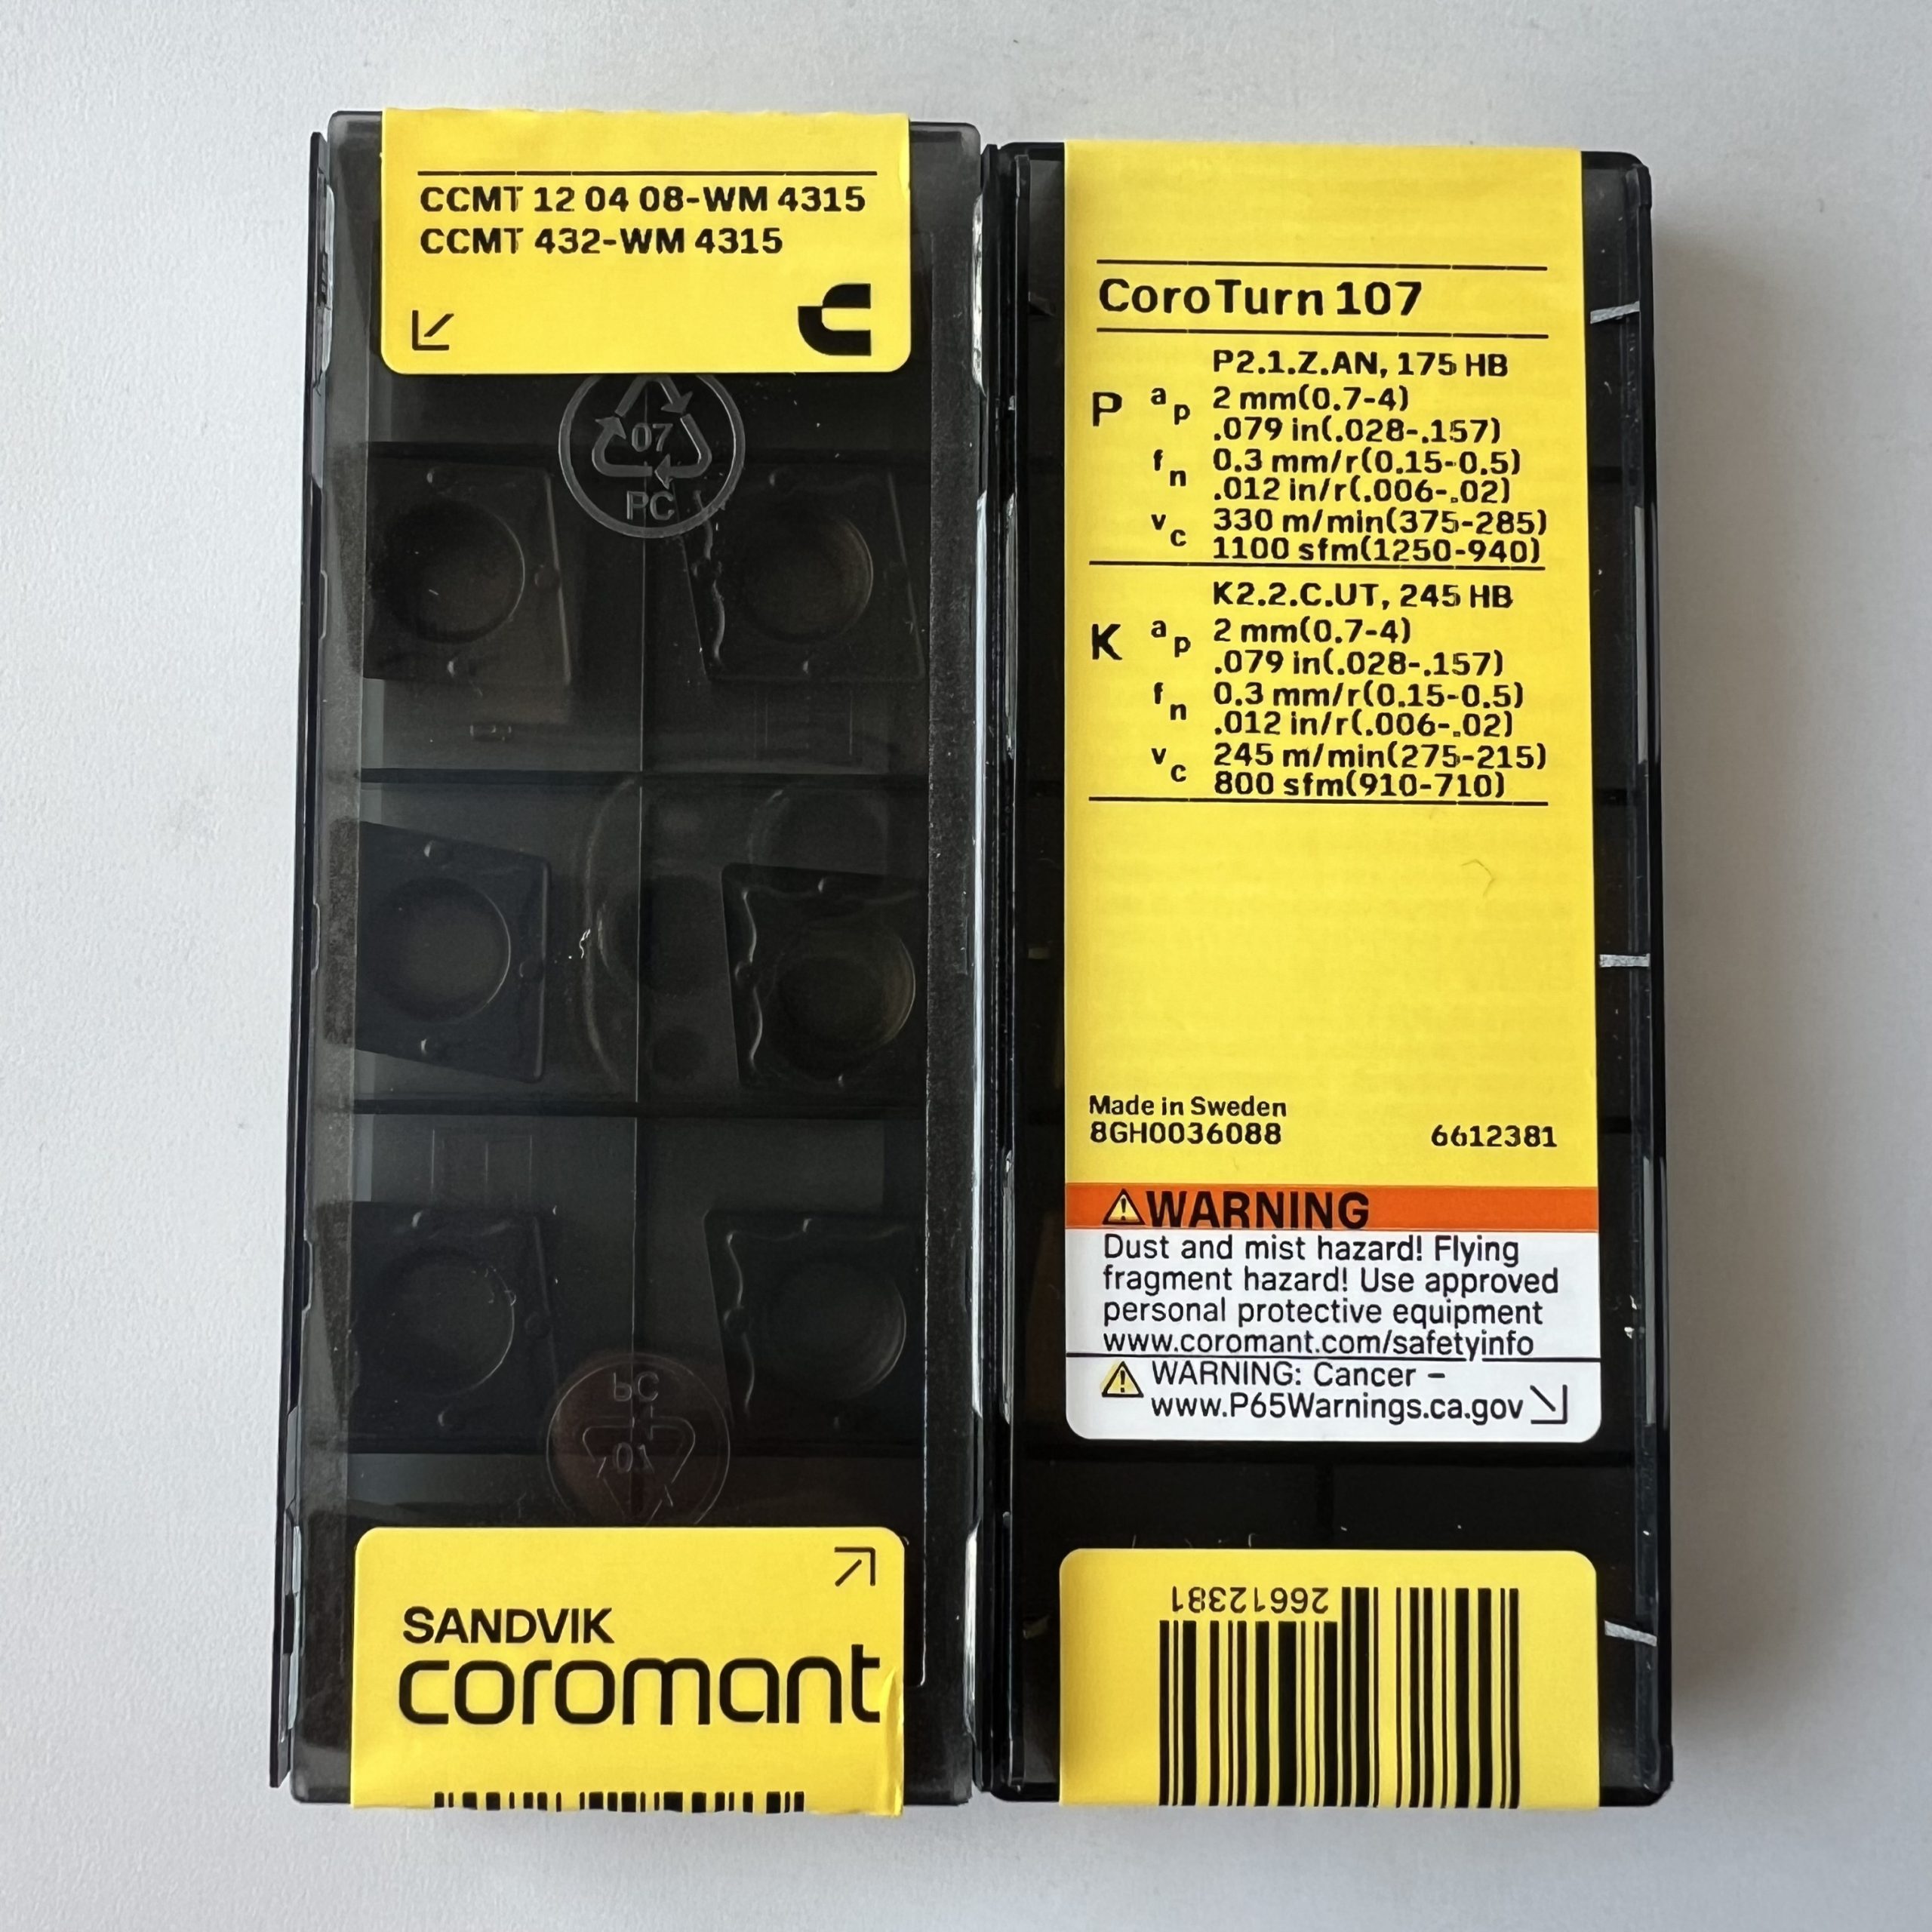 CCMT 12 04 08-WM 4315
CCMT 432-WM 4315
07
PC
PC
07
SANDVIK
coromant
CoroTurn 107
P2.1.Z.AN, 175 HB
P ap 2 mm(0.7-4)
.079 in(.028-.157)
fn 0.3 mm/r(0.15-0.5)
.012 in/r(.006-.02)
vc 330 m/min(375-285)
1100 sfm(1250-940)
K2.2.C.UT, 245 HB
K ap 2 mm(0.7-4)
.079 in(.028-.157)
fn 0.3 mm/r(0.15-0.5)
.012 in/r(.006-.02)
vc 245 m/min(275-215)
800 sfm(910-710)
Made in Sweden
8GH0036088 6612381
WARNING
Dust and mist hazard! Flying
fragment hazard! Use approved
personal protective equipment
www.coromant.com/safetyinfo
WARNING: Cancer -
www.P65Warnings.ca.gov
26612381